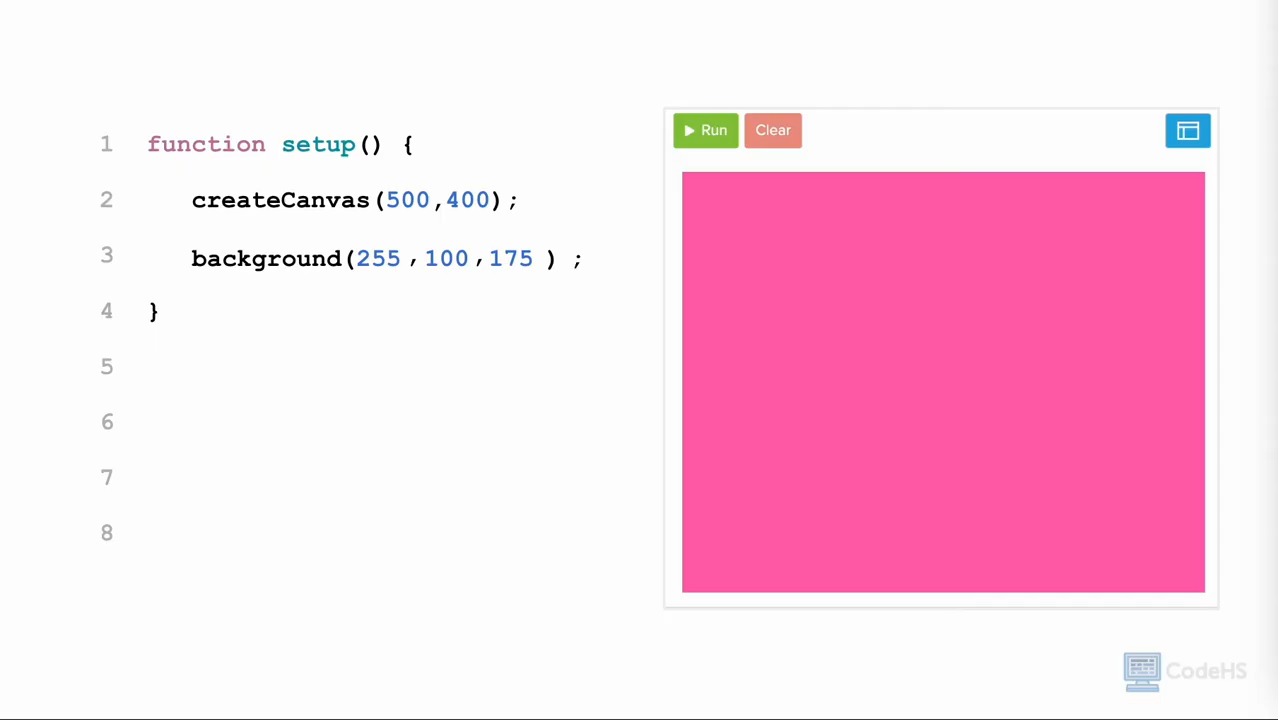 1 function setup() {
2 createCanvas(500,400);
3 background(255,100,175 ) ;
4 }
5
6
7
8
Run Clear
CodeHS